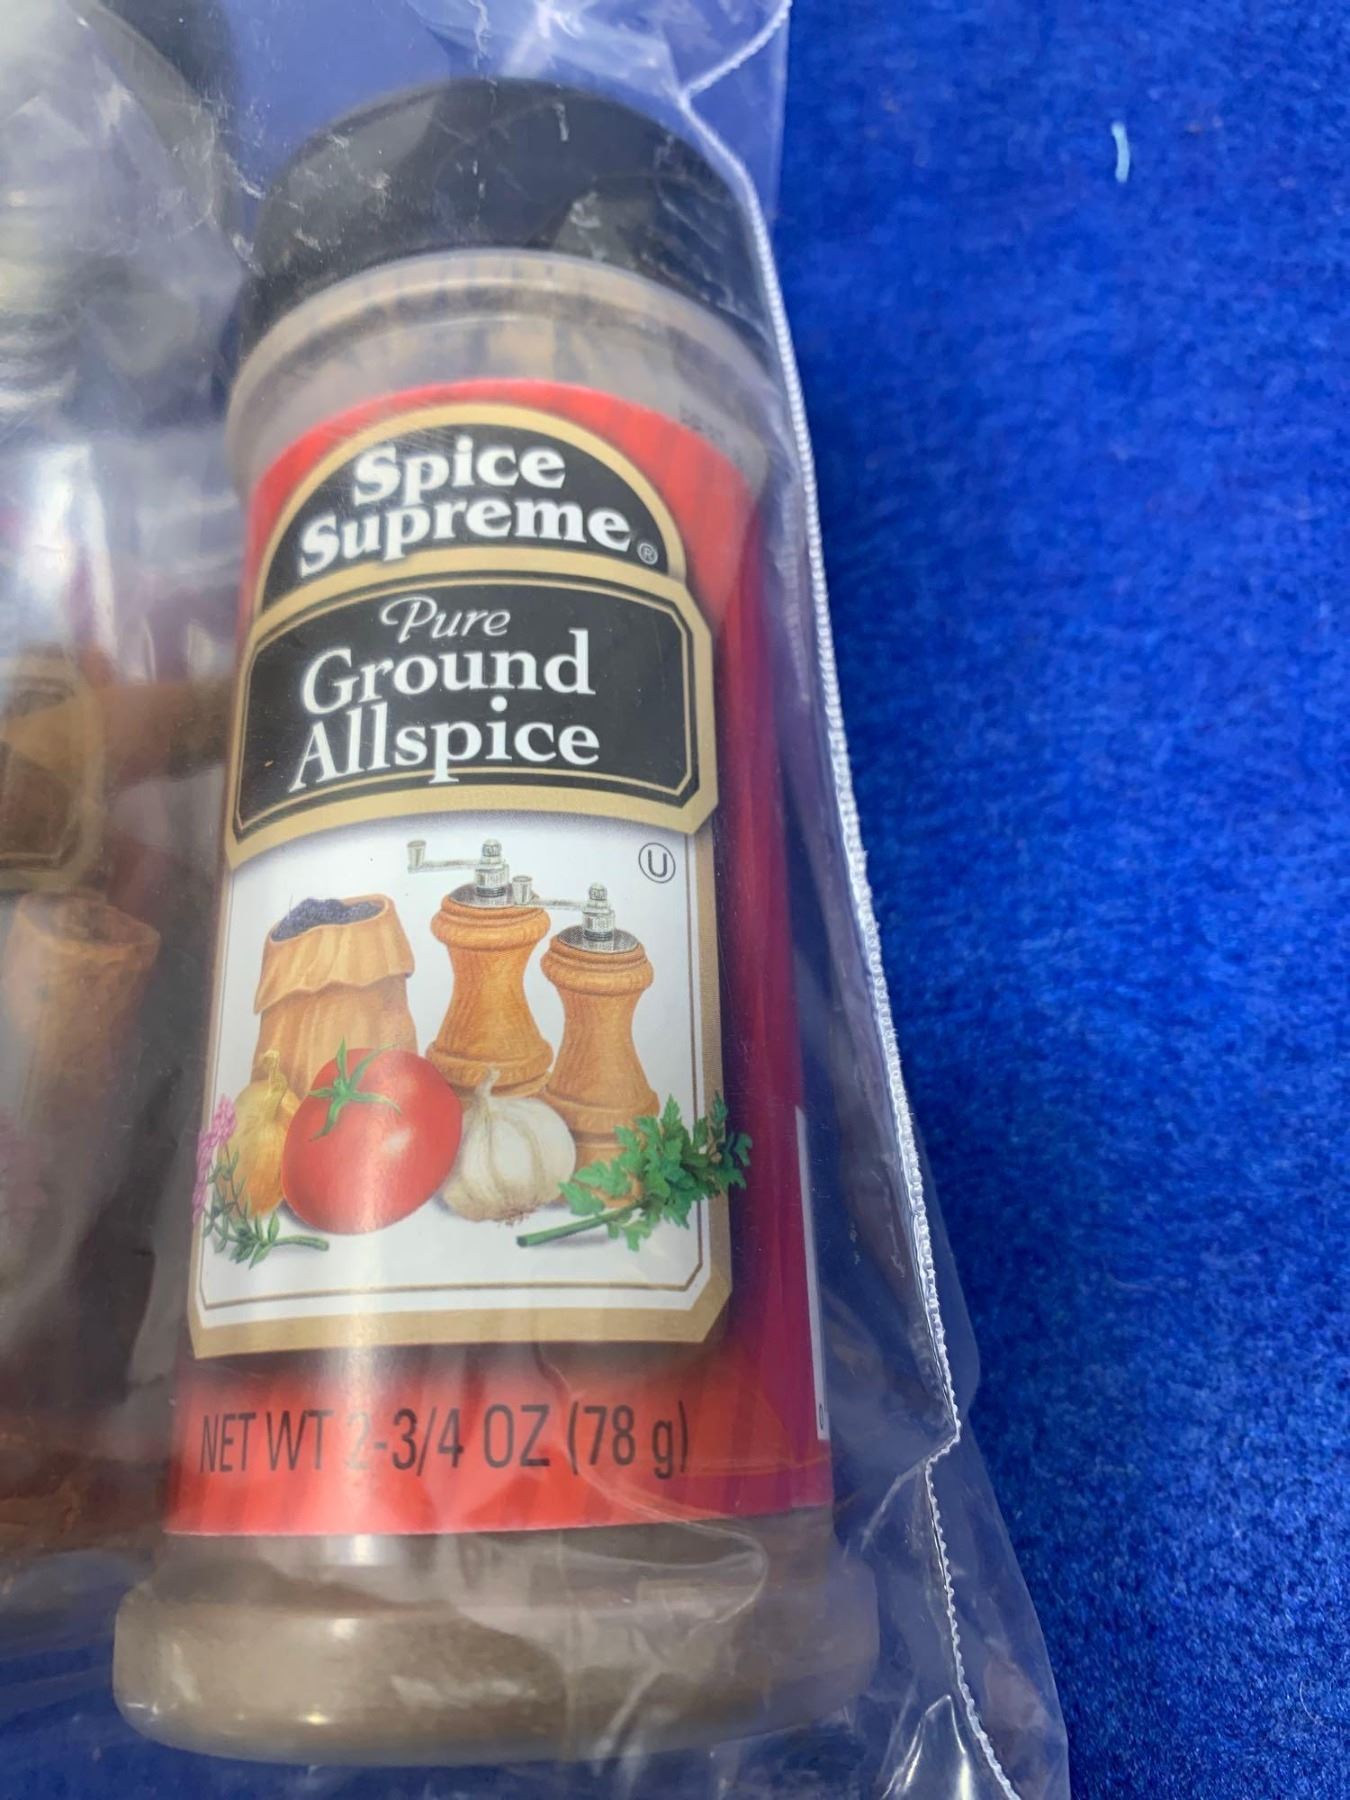 Spice
Supreme®
Pure
Ground
Allspice
U
NET WT 2-3/4 OZ (78 g)